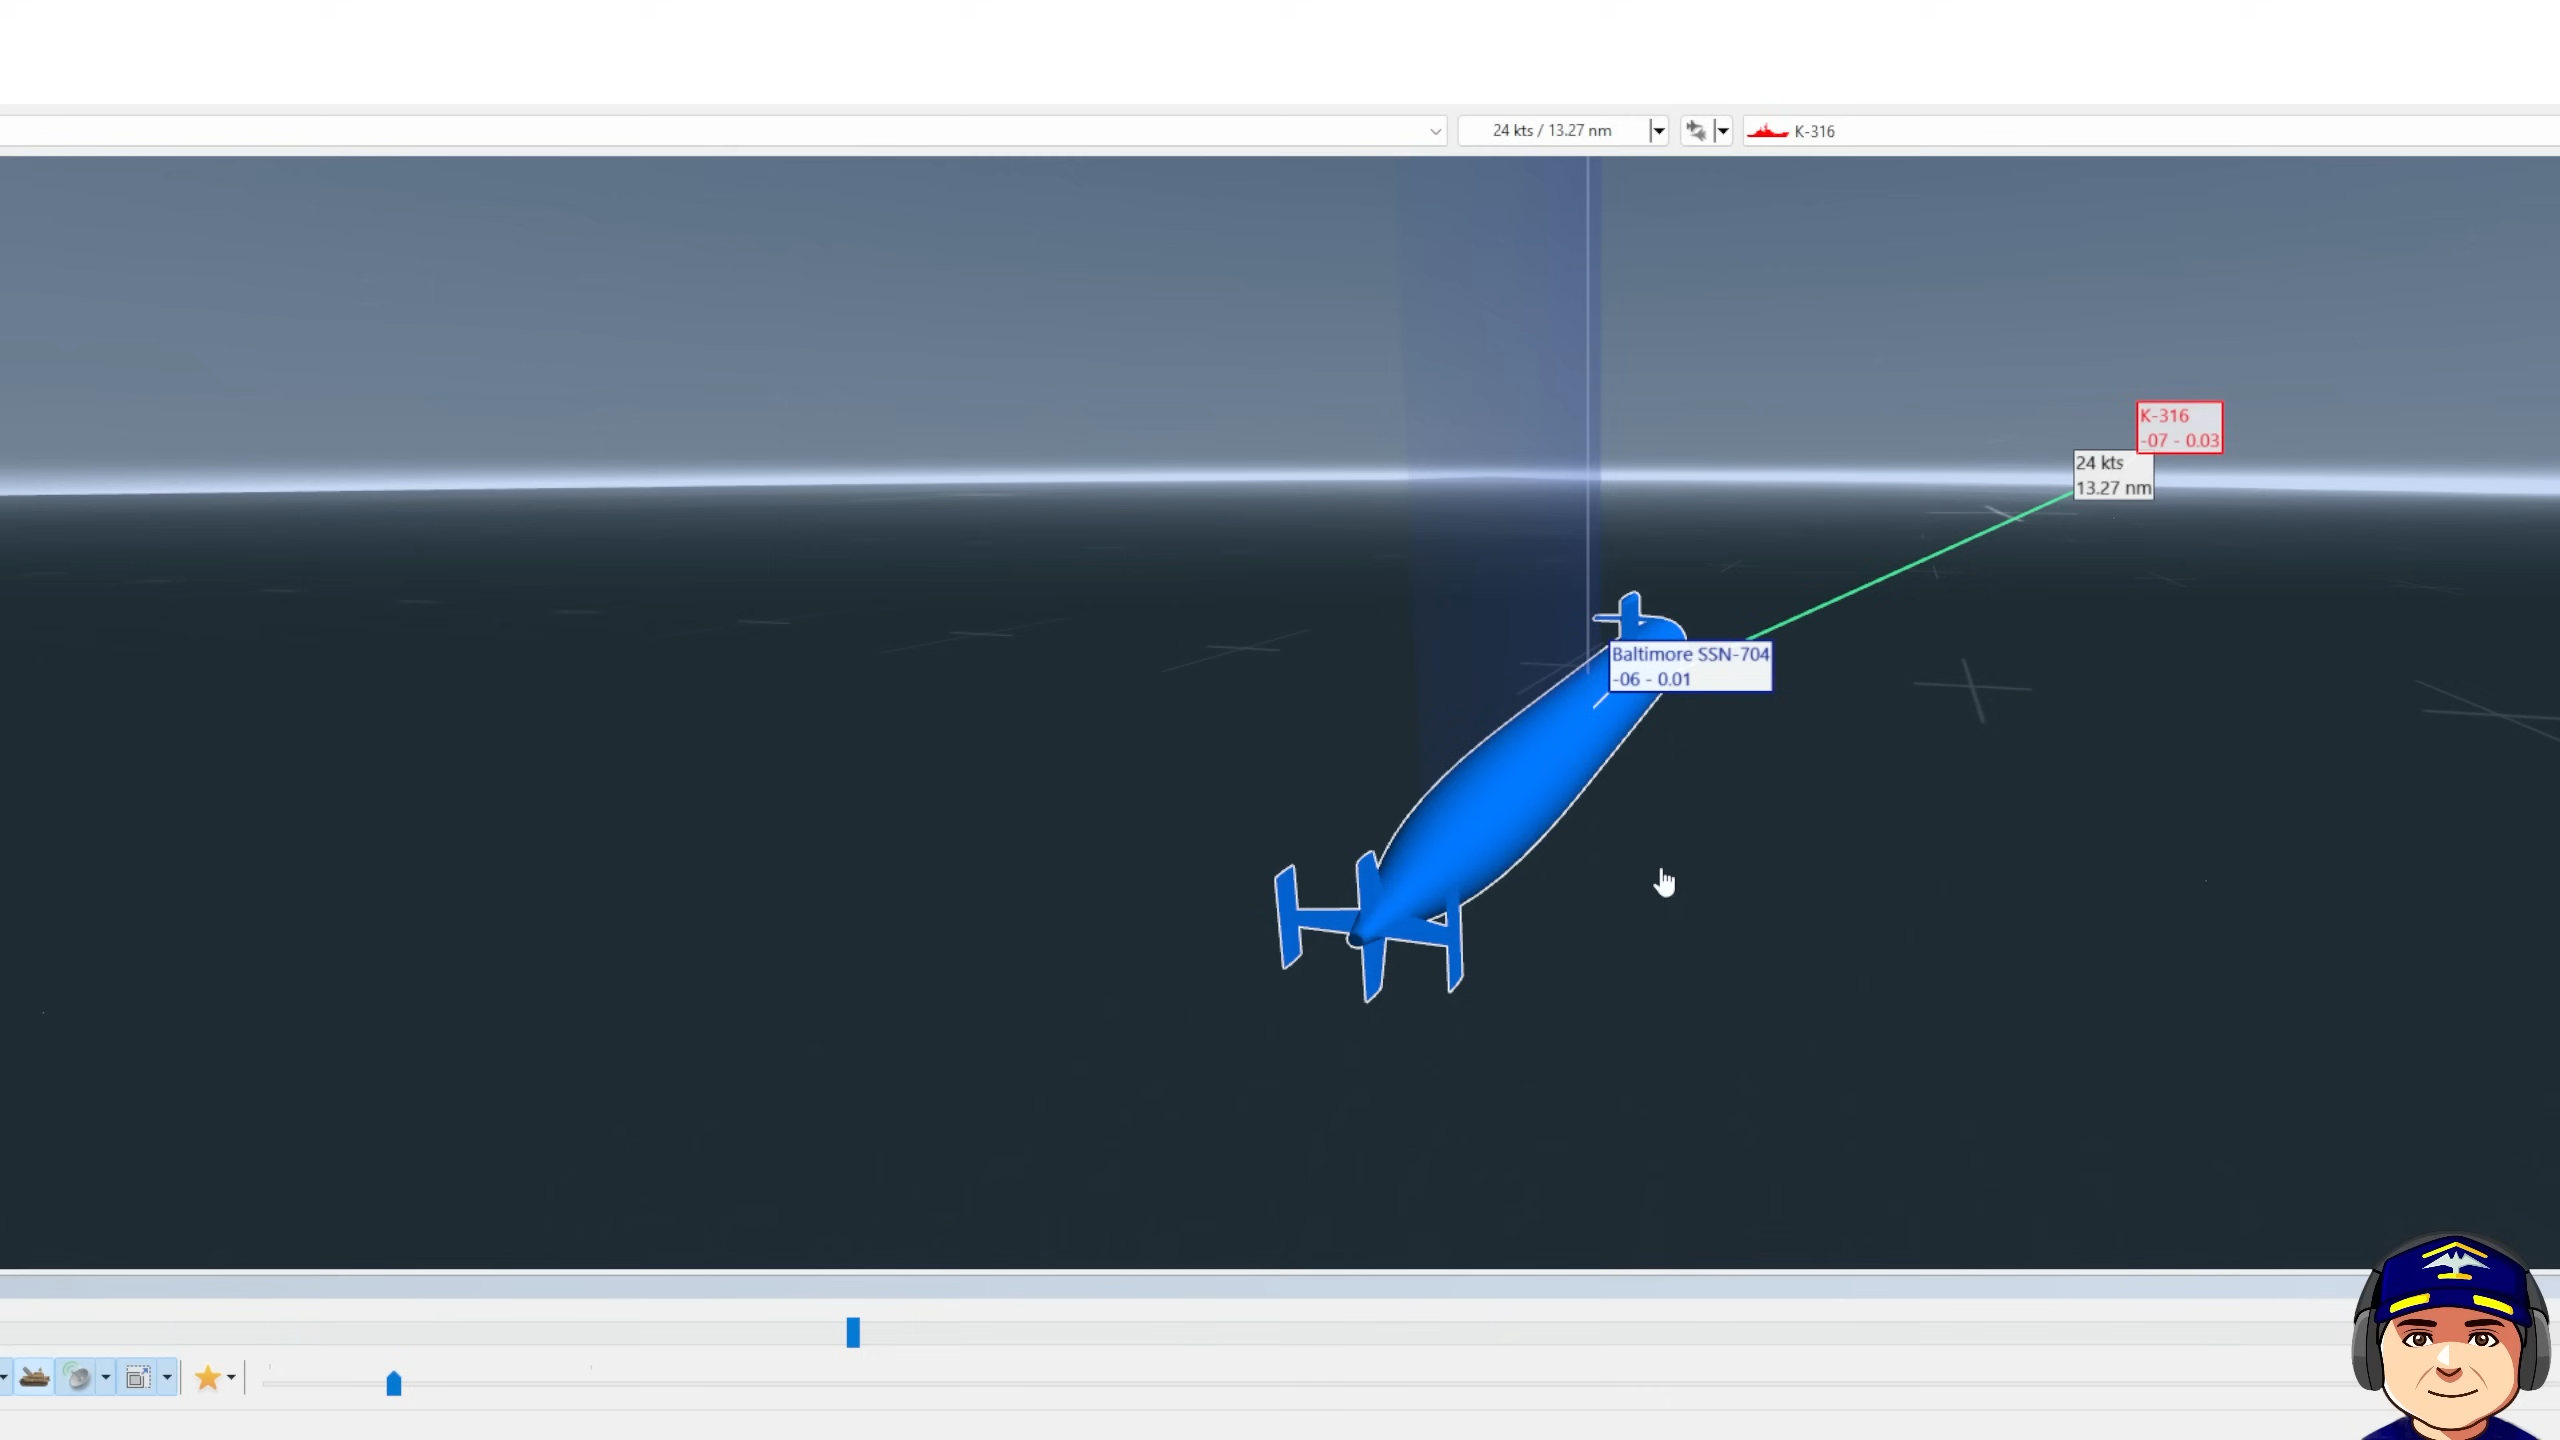 24 kts / 13.27 nm
K-316
K-316
-07 - 0.03
24 kts
13.27 nm
Baltimore SSN-704
-06 - 0.01